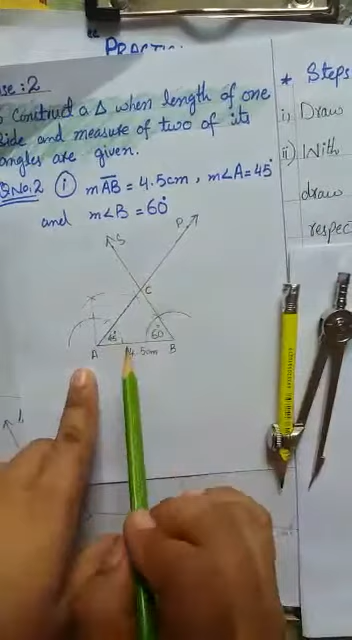 PRACTI
se:2
Construct a Δ when length of one
side and measure of two of its
angles are given.
Q.No.2 (i) mAB = 4.5cm, m∠A = 45°
and m∠B = 60°
S
P
C
45°
60°
A
4.5cm
B
* Steps
i) Draw
ii) With
draw
respec